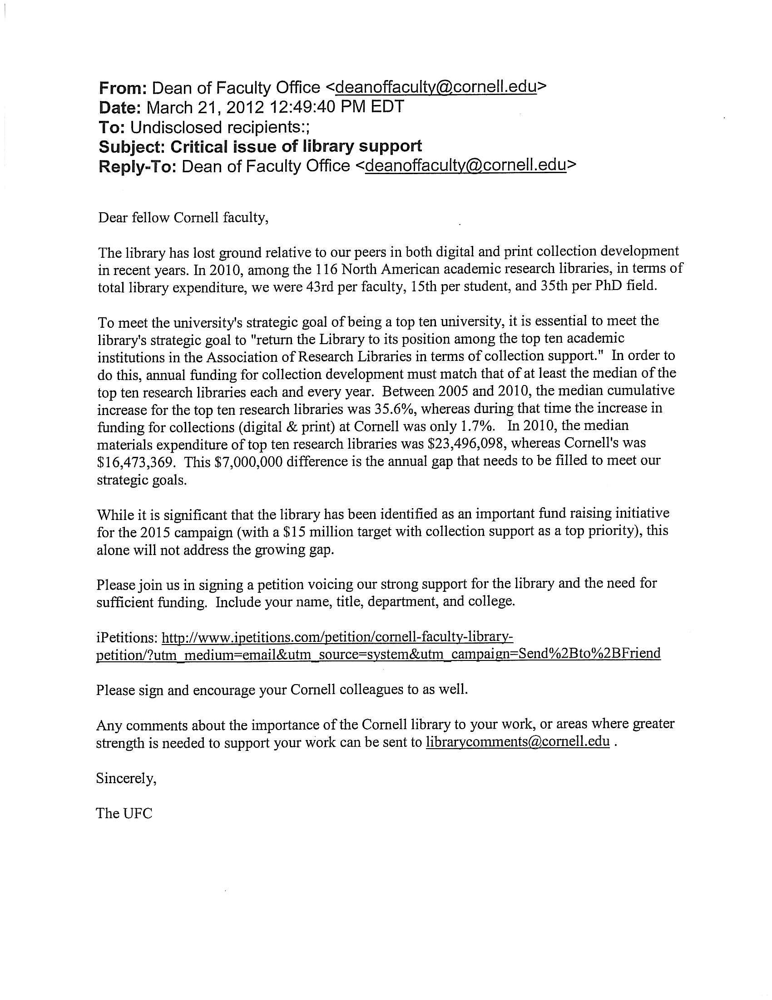 From: Dean of Faculty Office <deanoffaculty@cornell.edu>
Date: March 21, 2012 12:49:40 PM EDT
To: Undisclosed recipients:;
Subject: Critical issue of library support
Reply-To: Dean of Faculty Office <deanoffaculty@cornell.edu>
Dear fellow Cornell faculty,
The library has lost ground relative to our peers in both digital and print collection development
in recent years. In 2010, among the 116 North American academic research libraries, in terms of
total library expenditure, we were 43rd per faculty, 15th per student, and 35th per PhD field.
To meet the university's strategic goal of being a top ten university, it is essential to meet the
library's strategic goal to "return the Library to its position among the top ten academic
institutions in the Association of Research Libraries in terms of collection support." In order to
do this, annual funding for collection development must match that of at least the median of the
top ten research libraries each and every year. Between 2005 and 2010, the median cumulative
increase for the top ten research libraries was 35.6%, whereas during that time the increase in
funding for collections (digital & print) at Cornell was only 1.7%. In 2010, the median
materials expenditure of top ten research libraries was $23,496,098, whereas Cornell's was
$16,473,369. This $7,000,000 difference is the annual gap that needs to be filled to meet our
strategic goals.
While it is significant that the library has been identified as an important fund raising initiative
for the 2015 campaign (with a $15 million target with collection support as a top priority), this
alone will not address the growing gap.
Please join us in signing a petition voicing our strong support for the library and the need for
sufficient funding. Include your name, title, department, and college.
iPetitions: http://www.ipetitions.com/petition/cornell-faculty-library-
petition/?utm_medium=email&utm_source=system&utm_campaign=Send%2Bto%2BFriend
Please sign and encourage your Cornell colleagues to as well.
Any comments about the importance of the Cornell library to your work, or areas where greater
strength is needed to support your work can be sent to librarycomments@cornell.edu .
Sincerely,
The UFC